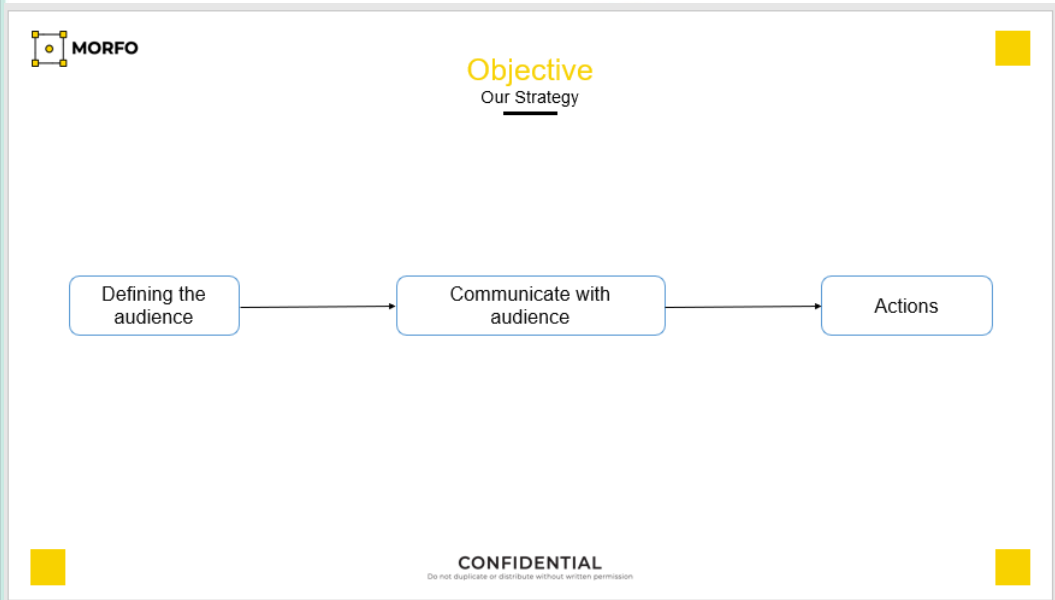 MORFO
Objective
Our Strategy
Defining the
audience
Communicate with
audience
Actions
CONFIDENTIAL
Do not duplicate or distribute without written permission